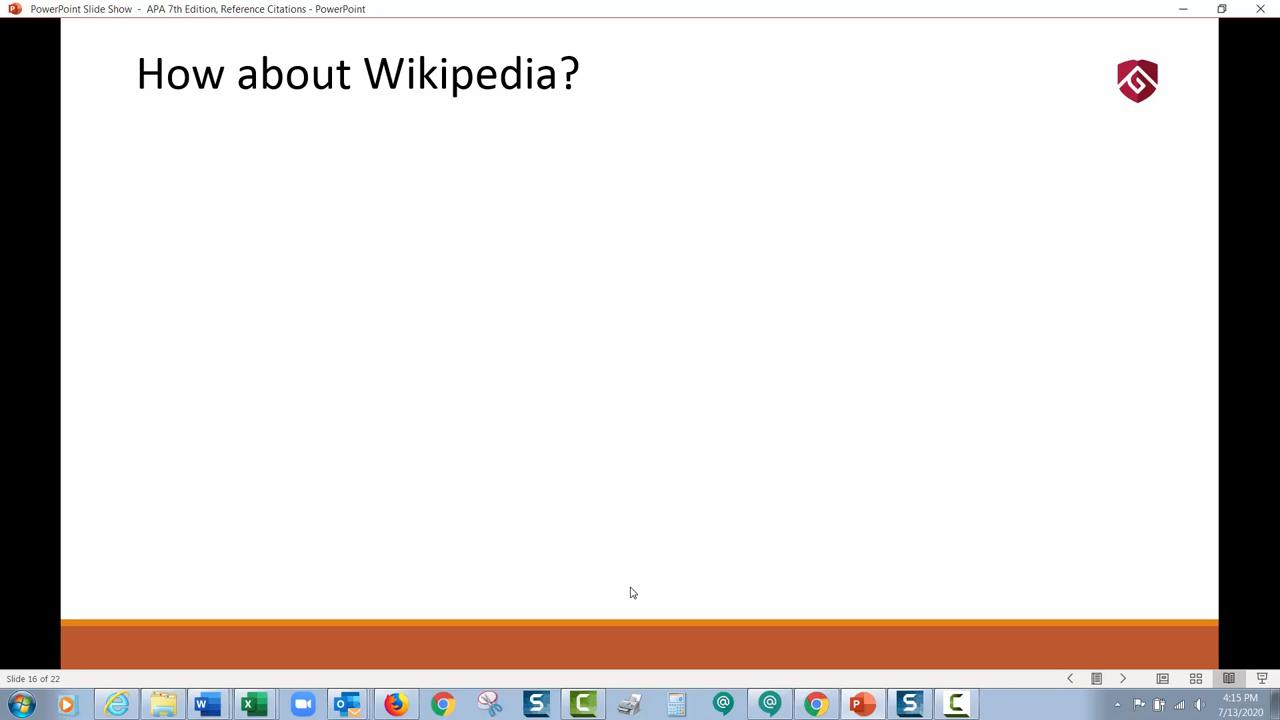 PowerPoint Slide Show - APA 7th Edition, Reference Citations - PowerPoint
How about Wikipedia?
Slide 16 of 22
4:15 PM
7/13/2020